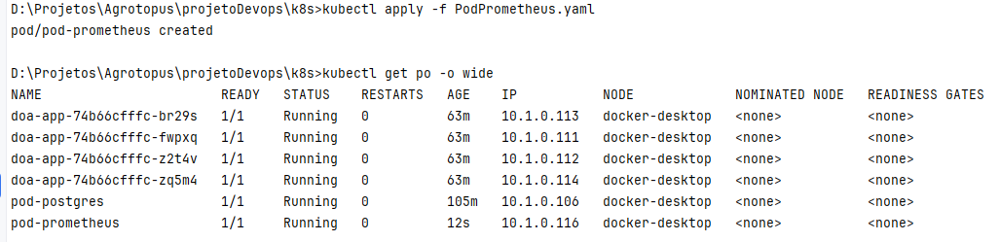 D:\Projetos\Agrotopus\projetoDevops\k8s>kubectl apply -f PodPrometheus.yaml
pod/pod-prometheus created
D:\Projetos\Agrotopus\projetoDevops\k8s>kubectl get po -o wide
NAME READY STATUS RESTARTS AGE IP NODE NOMINATED NODE READINESS GATES
doa-app-74b66cfffc-br29s 1/1 Running 0 63m 10.1.0.113 docker-desktop <none> <none>
doa-app-74b66cfffc-fwpxq 1/1 Running 0 63m 10.1.0.111 docker-desktop <none> <none>
doa-app-74b66cfffc-z2t4v 1/1 Running 0 63m 10.1.0.112 docker-desktop <none> <none>
doa-app-74b66cfffc-zq5m4 1/1 Running 0 63m 10.1.0.114 docker-desktop <none> <none>
pod-postgres 1/1 Running 0 105m 10.1.0.106 docker-desktop <none> <none>
pod-prometheus 1/1 Running 0 12s 10.1.0.116 docker-desktop <none> <none>